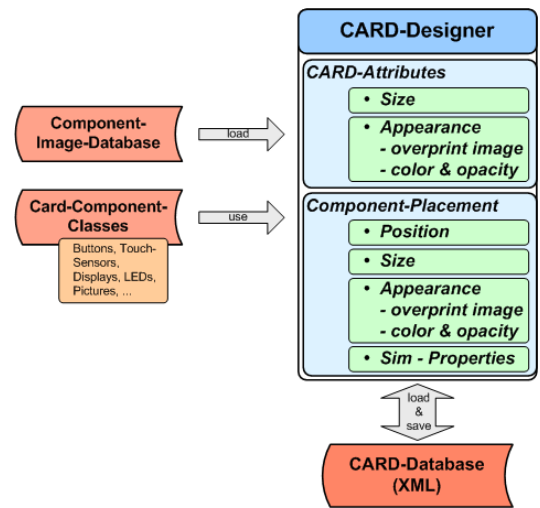 CARD-Designer
CARD-Attributes
• Size
• Appearance
- overprint image
- color & opacity
Component-
Image-Database
load
Card-Component-
Classes
Buttons, Touch-
Sensors,
Displays, LEDs,
Pictures, ...
use
Component-Placement
• Position
• Size
• Appearance
- overprint image
- color & opacity
• Sim - Properties
load
&
save
CARD-Database
(XML)